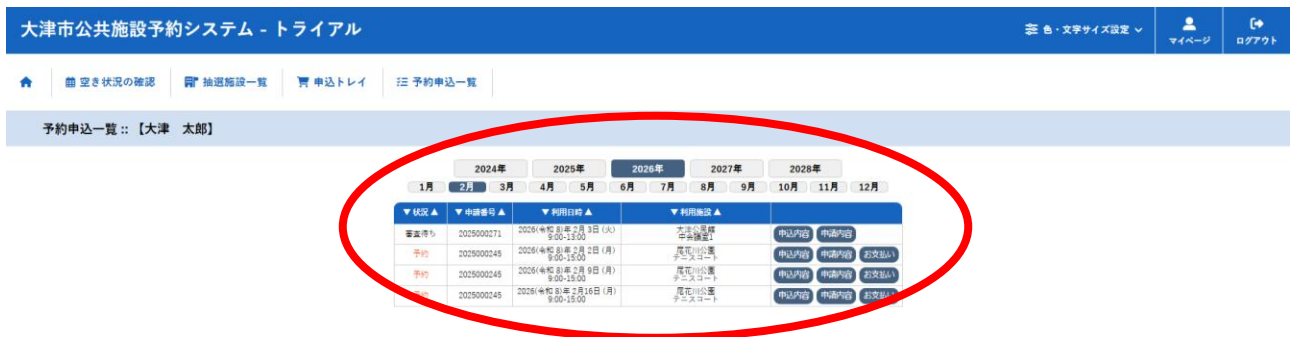 大津市公共施設予約システム - トライアル
色・文字サイズ設定
マイページ
ログアウト
空き状況の確認
抽選施設一覧
申込トレイ
予約申込一覧
予約申込一覧 :: 【大津　太郎】
2024年 2025年 2026年 2027年 2028年
1月 2月 3月 4月 5月 6月 7月 8月 9月 10月 11月 12月
▼ 状況 ▲ ▼ 申請番号 ▲ ▼ 利用日時 ▲ ▼ 利用施設 ▲
審査待ち 2025000271 2026(令和 8)年 2月 3日 (火) 9:00-13:00 大津公民館 中会議室1 申込内容 申請内容
予約 2025000245 2026(令和 8)年 2月 2日 (月) 9:00-15:00 尾花川公園 テニスコート 申込内容 申請内容 お支払い
予約 2025000245 2026(令和 8)年 2月 9日 (月) 9:00-15:00 尾花川公園 テニスコート 申込内容 申請内容 お支払い
予約 2025000245 2026(令和 8)年 2月16日 (月) 9:00-15:00 尾花川公園 テニスコート 申込内容 申請内容 お支払い